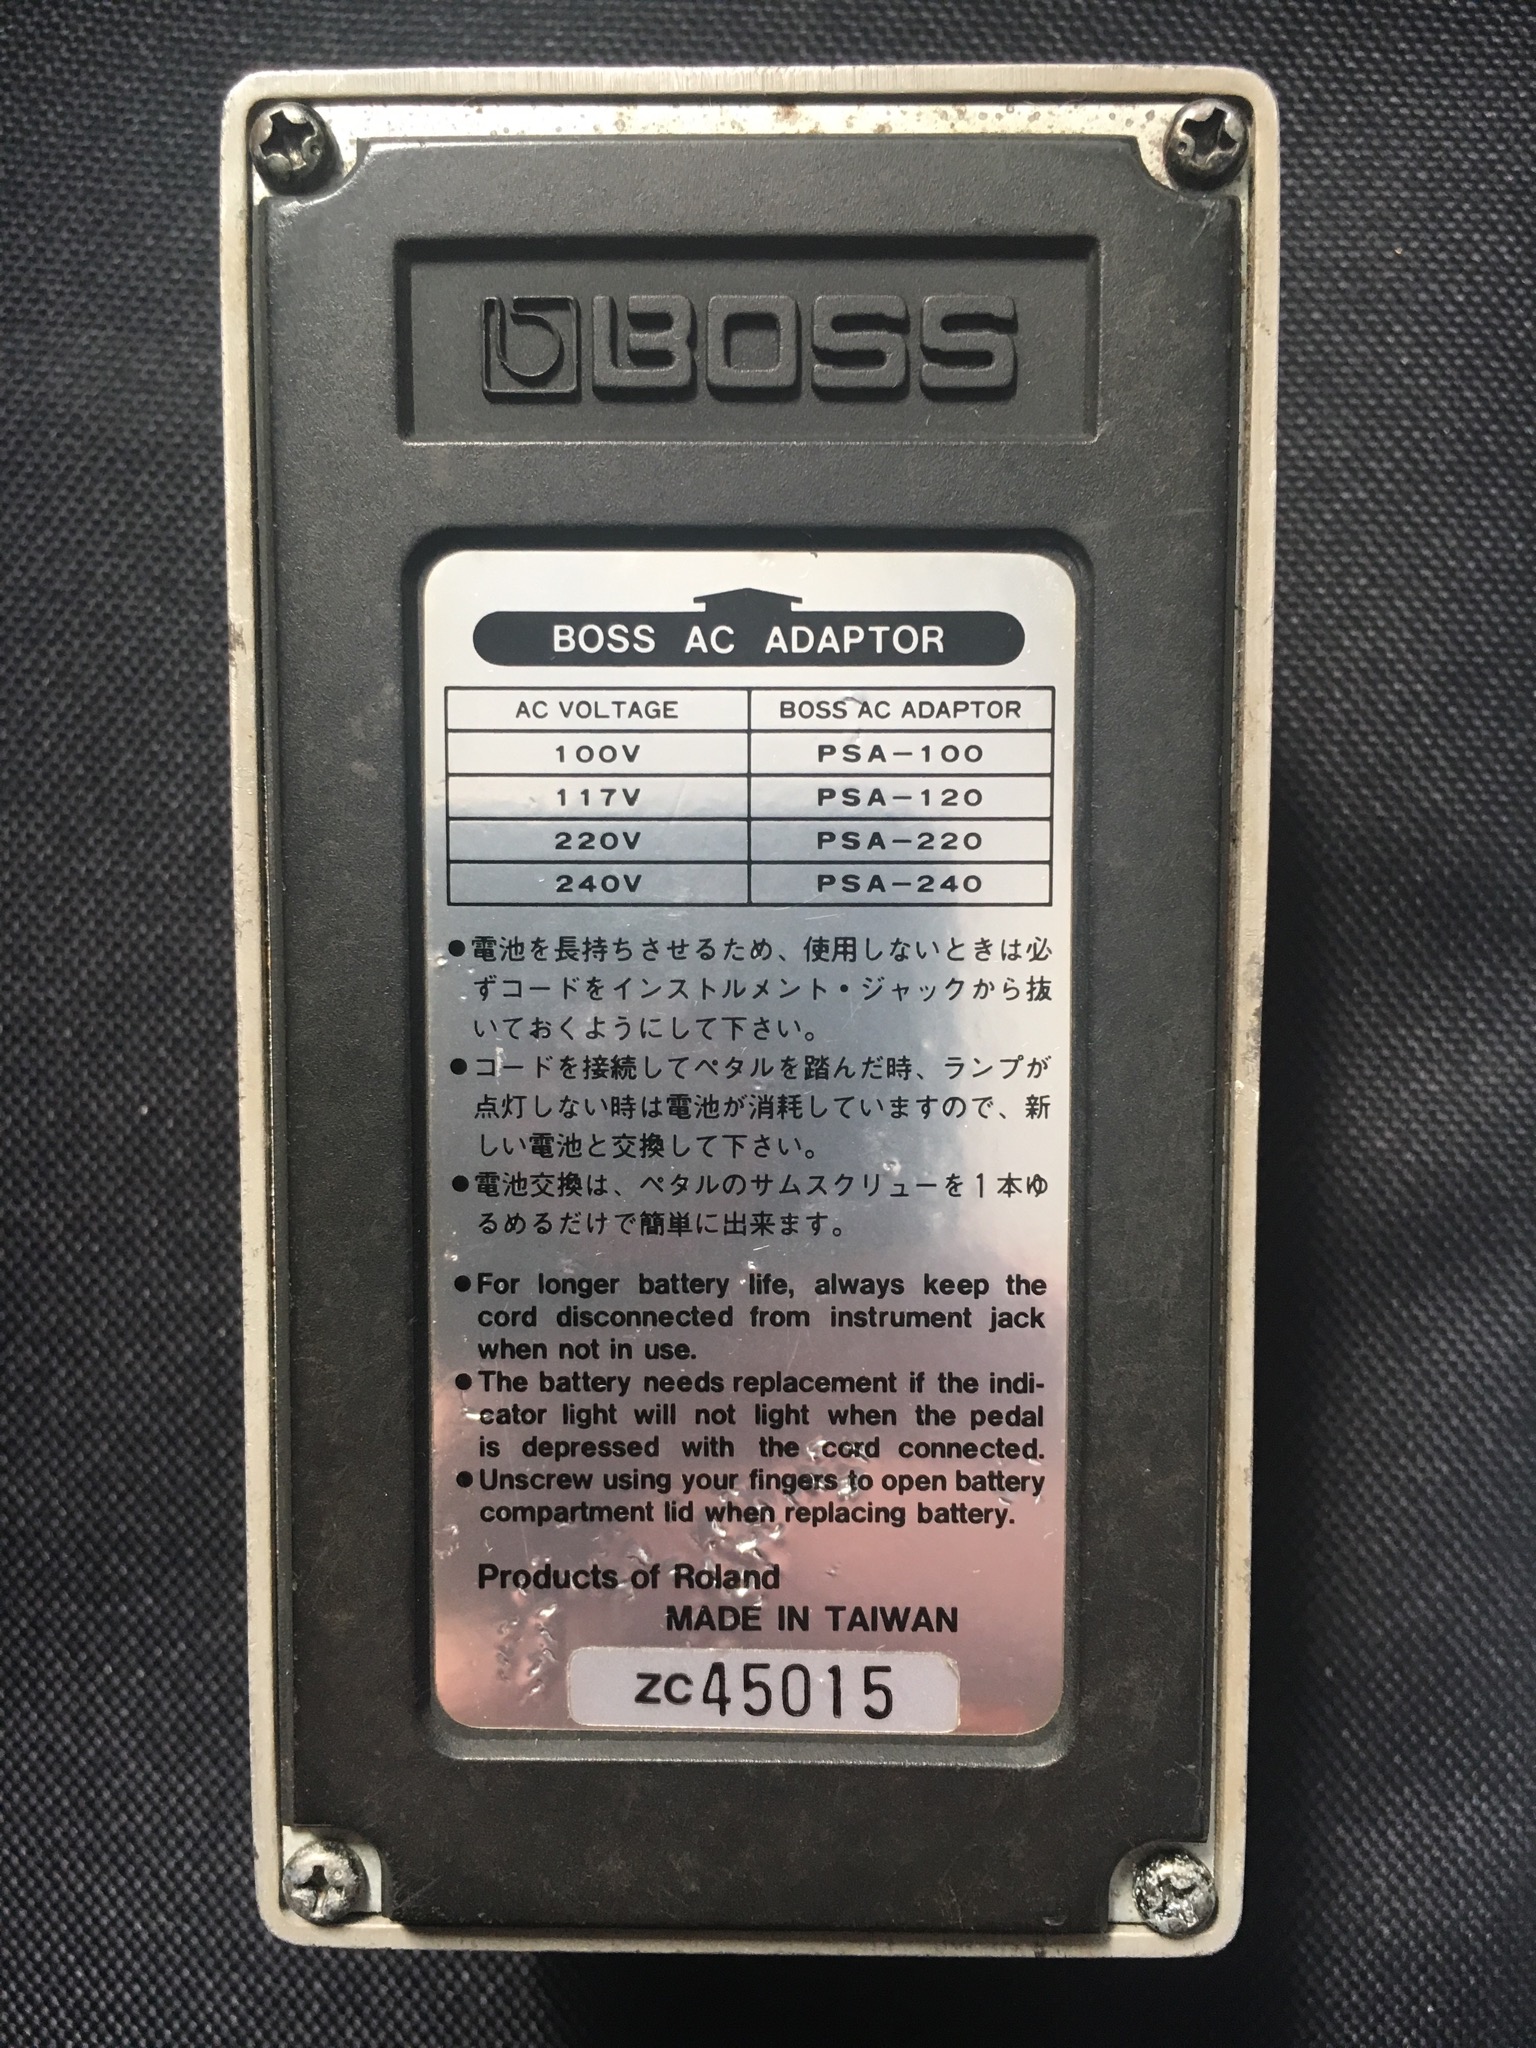 BOSS
BOSS AC ADAPTOR
AC VOLTAGE BOSS AC ADAPTOR
100V PSA-100
117V PSA-120
220V PSA-220
240V PSA-240
●電池を長持ちさせるため、使用しないときは必
ずコードをインストルメント・ジャックから抜
いておくようにして下さい。
●コードを接続してペタルを踏んだ時、ランプが
点灯しない時は電池が消耗していますので、新
しい電池と交換して下さい。
●電池交換は、ペタルのサムスクリューを1本ゆ
るめるだけで簡単に出来ます。
●For longer battery life, always keep the
cord disconnected from instrument jack
when not in use.
●The battery needs replacement if the indi-
cator light will not light when the pedal
is depressed with the cord connected.
●Unscrew using your fingers to open battery
compartment lid when replacing battery.
Products of Roland
MADE IN TAIWAN
ZC45015